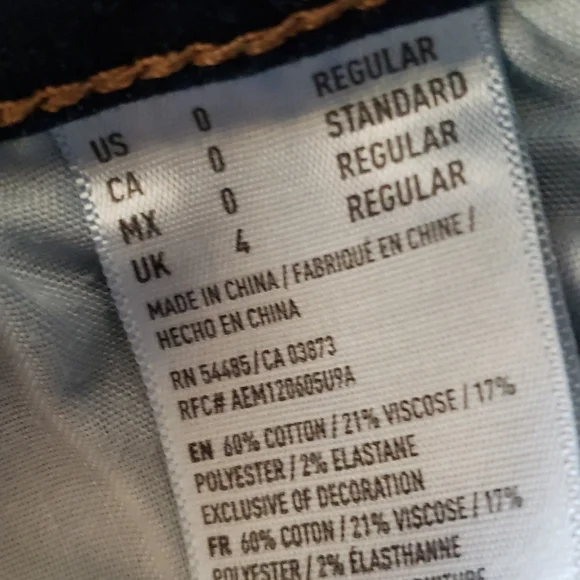 US 0 REGULAR
CA 0 STANDARD
MX 0 REGULAR
UK 4 REGULAR
MADE IN CHINA / FABRIQUÉ EN CHINE /
HECHO EN CHINA
RN 54485/CA 03873
RFC# AEM120605U9A
EN 60% COTTON / 21% VISCOSE / 17%
POLYESTER / 2% ELASTANE
EXCLUSIVE OF DECORATION
FR 60% COTON / 21% VISCOSE / 17%
POLYESTER / 2% ÉLASTHANNE